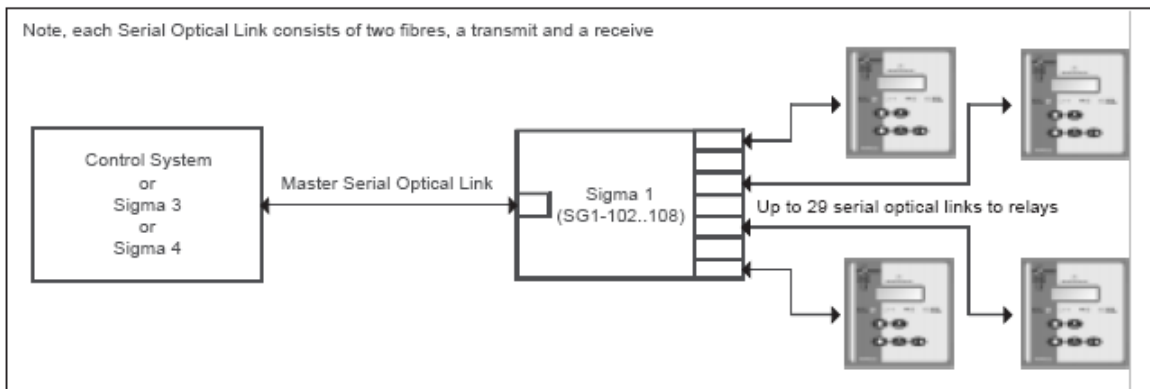 Note, each Serial Optical Link consists of two fibres, a transmit and a receive
Control System
or
Sigma 3
or
Sigma 4
Master Serial Optical Link
Sigma 1
(SG1-102..108)
Up to 29 serial optical links to relays